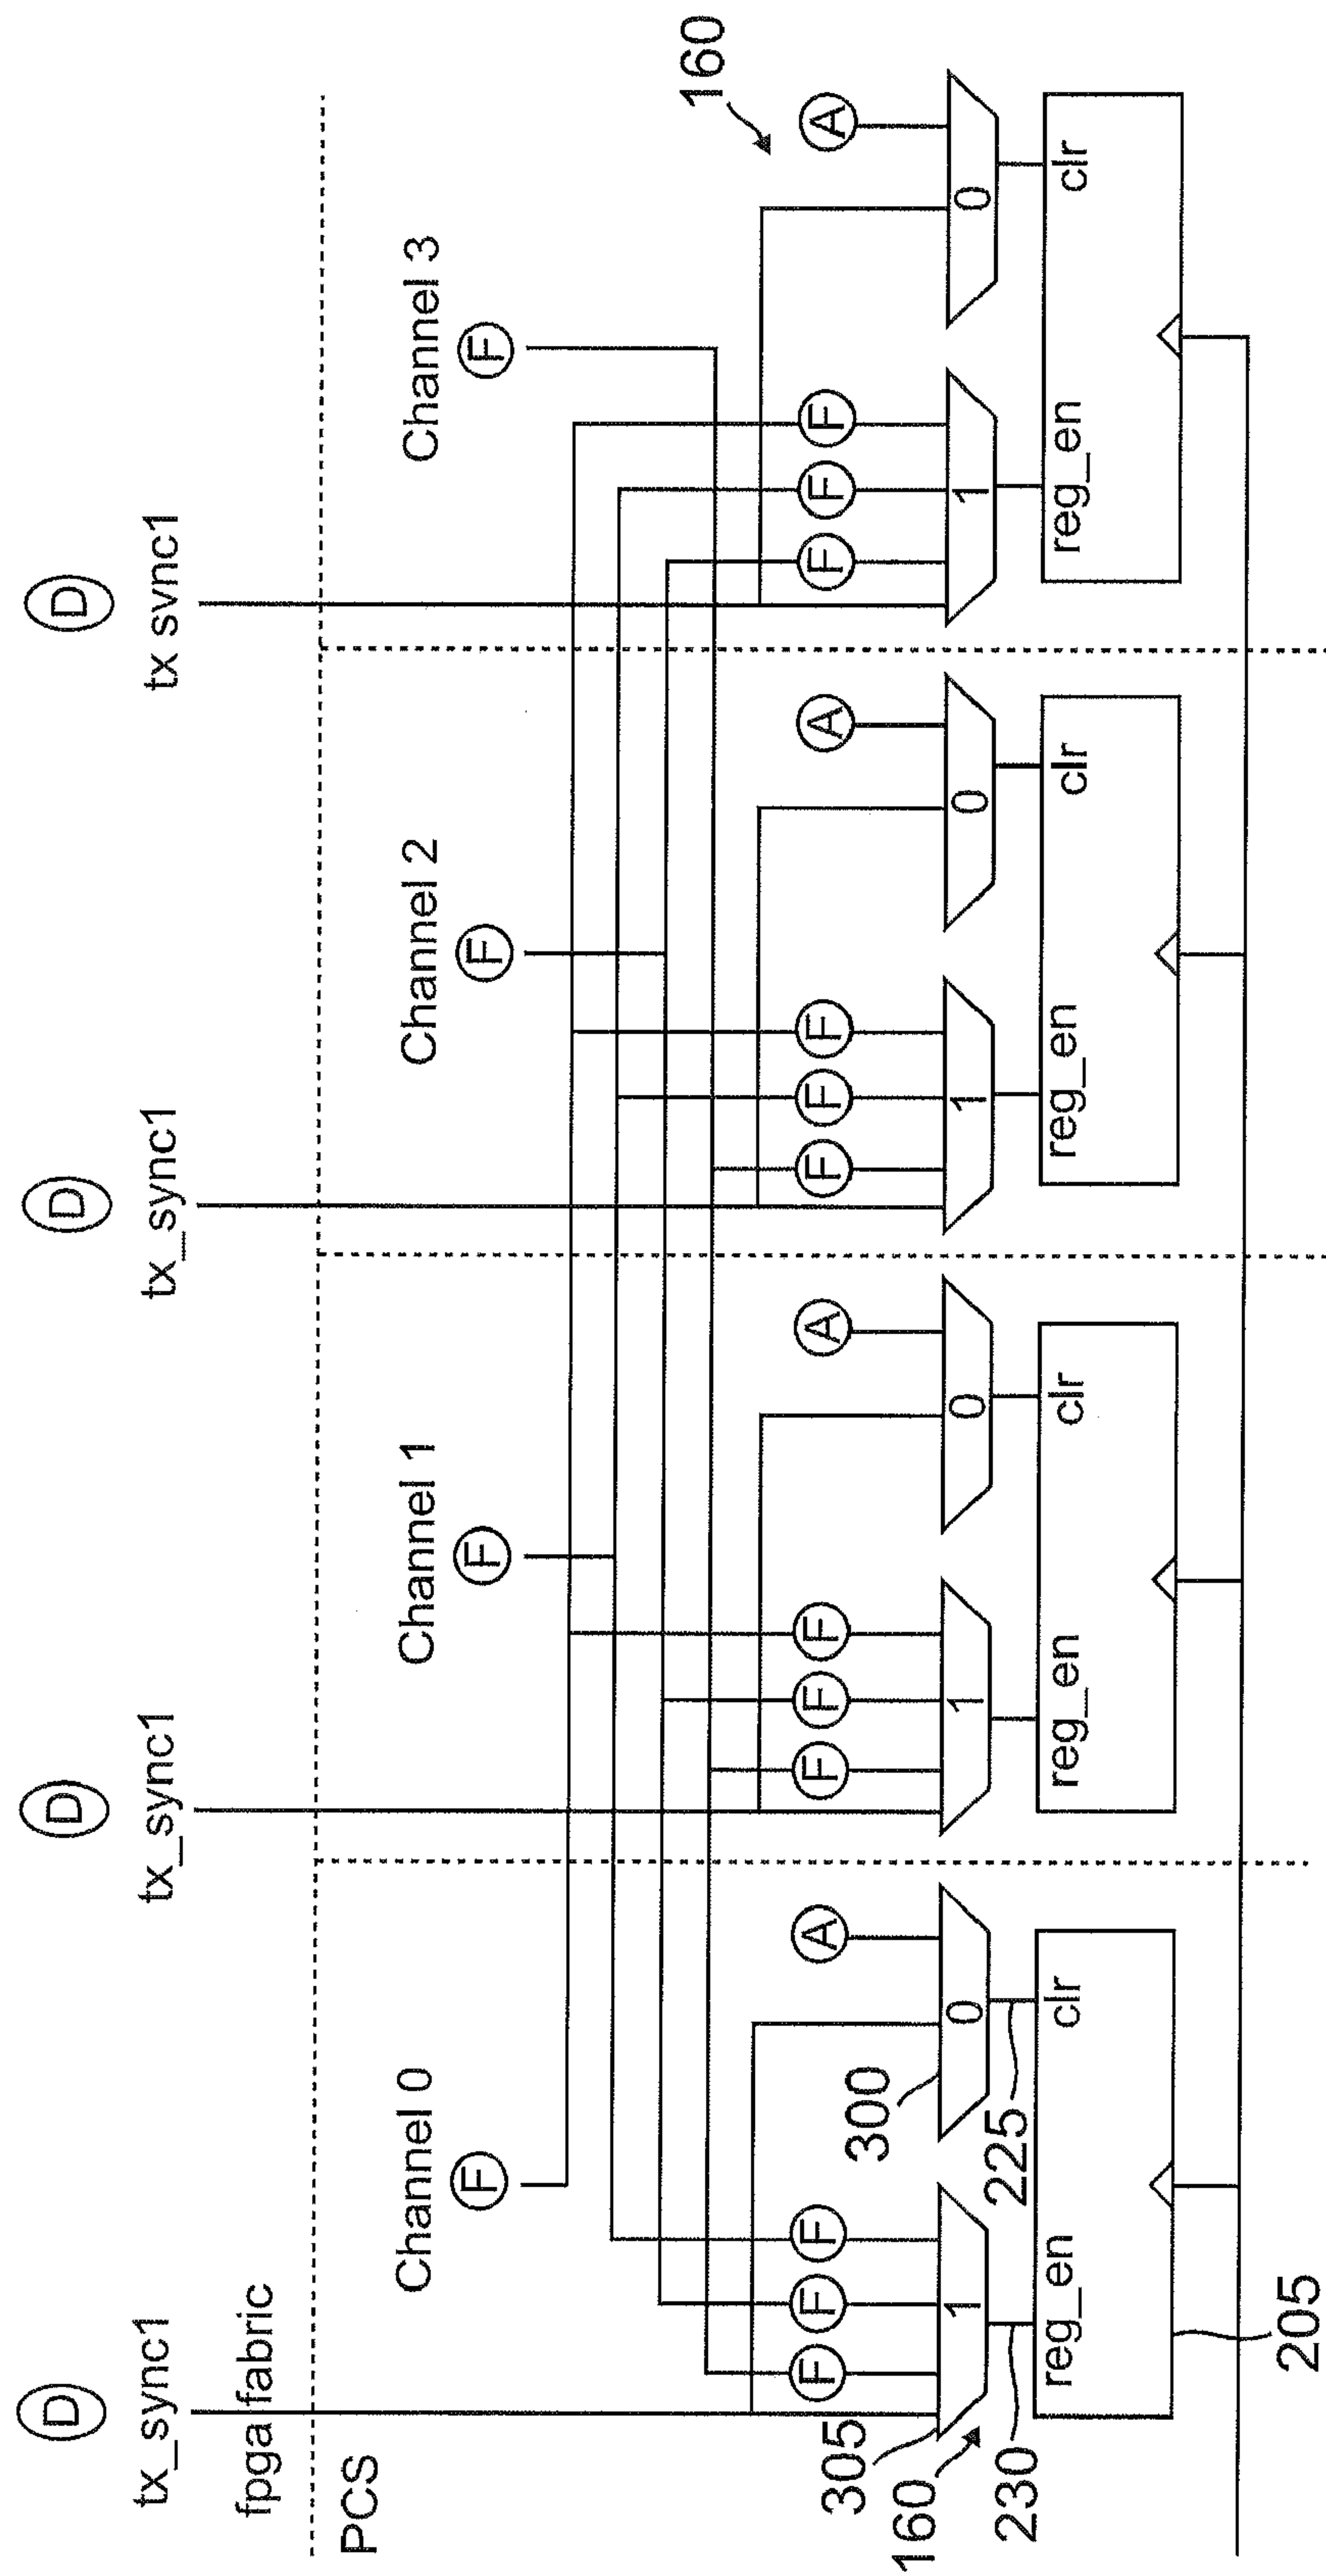 D D D D
tx_sync1 tx_sync1 tx_sync1 tx svnc1
fpga fabric
PCS
Channel 0 Channel 1 Channel 2 Channel 3
F F F F
160
F F F A F F F A F F F A F F F A
305 300
160
1 0 1 0 1 0 1 0
230 225
reg_en clr reg_en clr reg_en clr reg_en clr
205